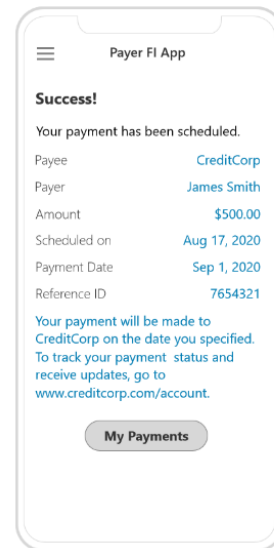 Payer FI App
Success!
Your payment has been scheduled.
Payee CreditCorp
Payer James Smith
Amount $500.00
Scheduled on Aug 17, 2020
Payment Date Sep 1, 2020
Reference ID 7654321
Your payment will be made to
CreditCorp on the date you specified.
To track your payment status and
receive updates, go to
www.creditcorp.com/account.
My Payments